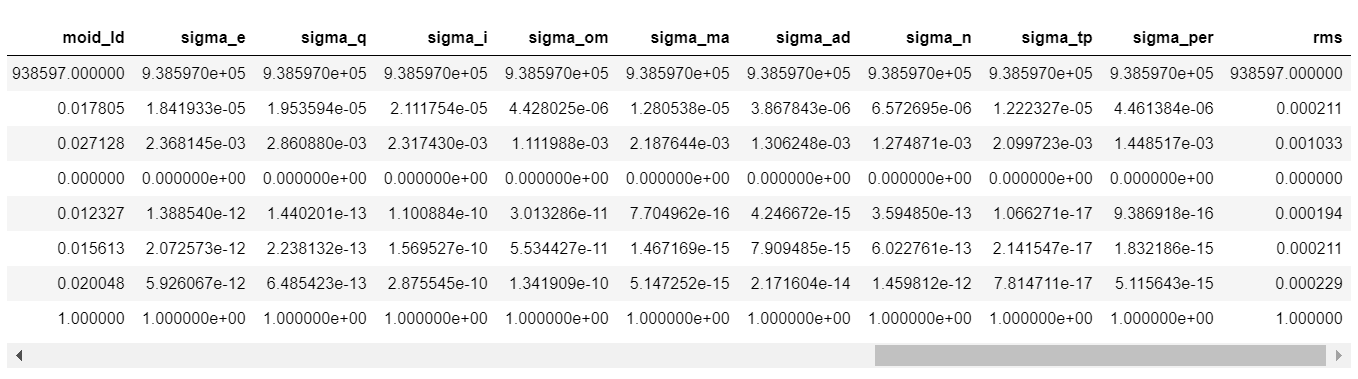 moid_ld sigma_e sigma_q sigma_i sigma_om sigma_ma sigma_ad sigma_n sigma_tp sigma_per rms
938597.000000 9.385970e+05 9.385970e+05 9.385970e+05 9.385970e+05 9.385970e+05 9.385970e+05 9.385970e+05 9.385970e+05 9.385970e+05 938597.000000
0.017805 1.841933e-05 1.953594e-05 2.111754e-05 4.428025e-06 1.280538e-05 3.867843e-06 6.572695e-06 1.222327e-05 4.461384e-06 0.000211
0.027128 2.368145e-03 2.860880e-03 2.317430e-03 1.111988e-03 2.187644e-03 1.306248e-03 1.274871e-03 2.099723e-03 1.448517e-03 0.001033
0.000000 0.000000e+00 0.000000e+00 0.000000e+00 0.000000e+00 0.000000e+00 0.000000e+00 0.000000e+00 0.000000e+00 0.000000e+00 0.000000
0.012327 1.388540e-12 1.440201e-13 1.100884e-10 3.013286e-11 7.704962e-16 4.246672e-15 3.594850e-13 1.066271e-17 9.386918e-16 0.000194
0.015613 2.072573e-12 2.238132e-13 1.569527e-10 5.534427e-11 1.467169e-15 7.909485e-15 6.022761e-13 2.141547e-17 1.832186e-15 0.000211
0.020048 5.926067e-12 6.485423e-13 2.875545e-10 1.341909e-10 5.147252e-15 2.171604e-14 1.459812e-12 7.814711e-17 5.115643e-15 0.000229
1.000000 1.000000e+00 1.000000e+00 1.000000e+00 1.000000e+00 1.000000e+00 1.000000e+00 1.000000e+00 1.000000e+00 1.000000e+00 1.000000